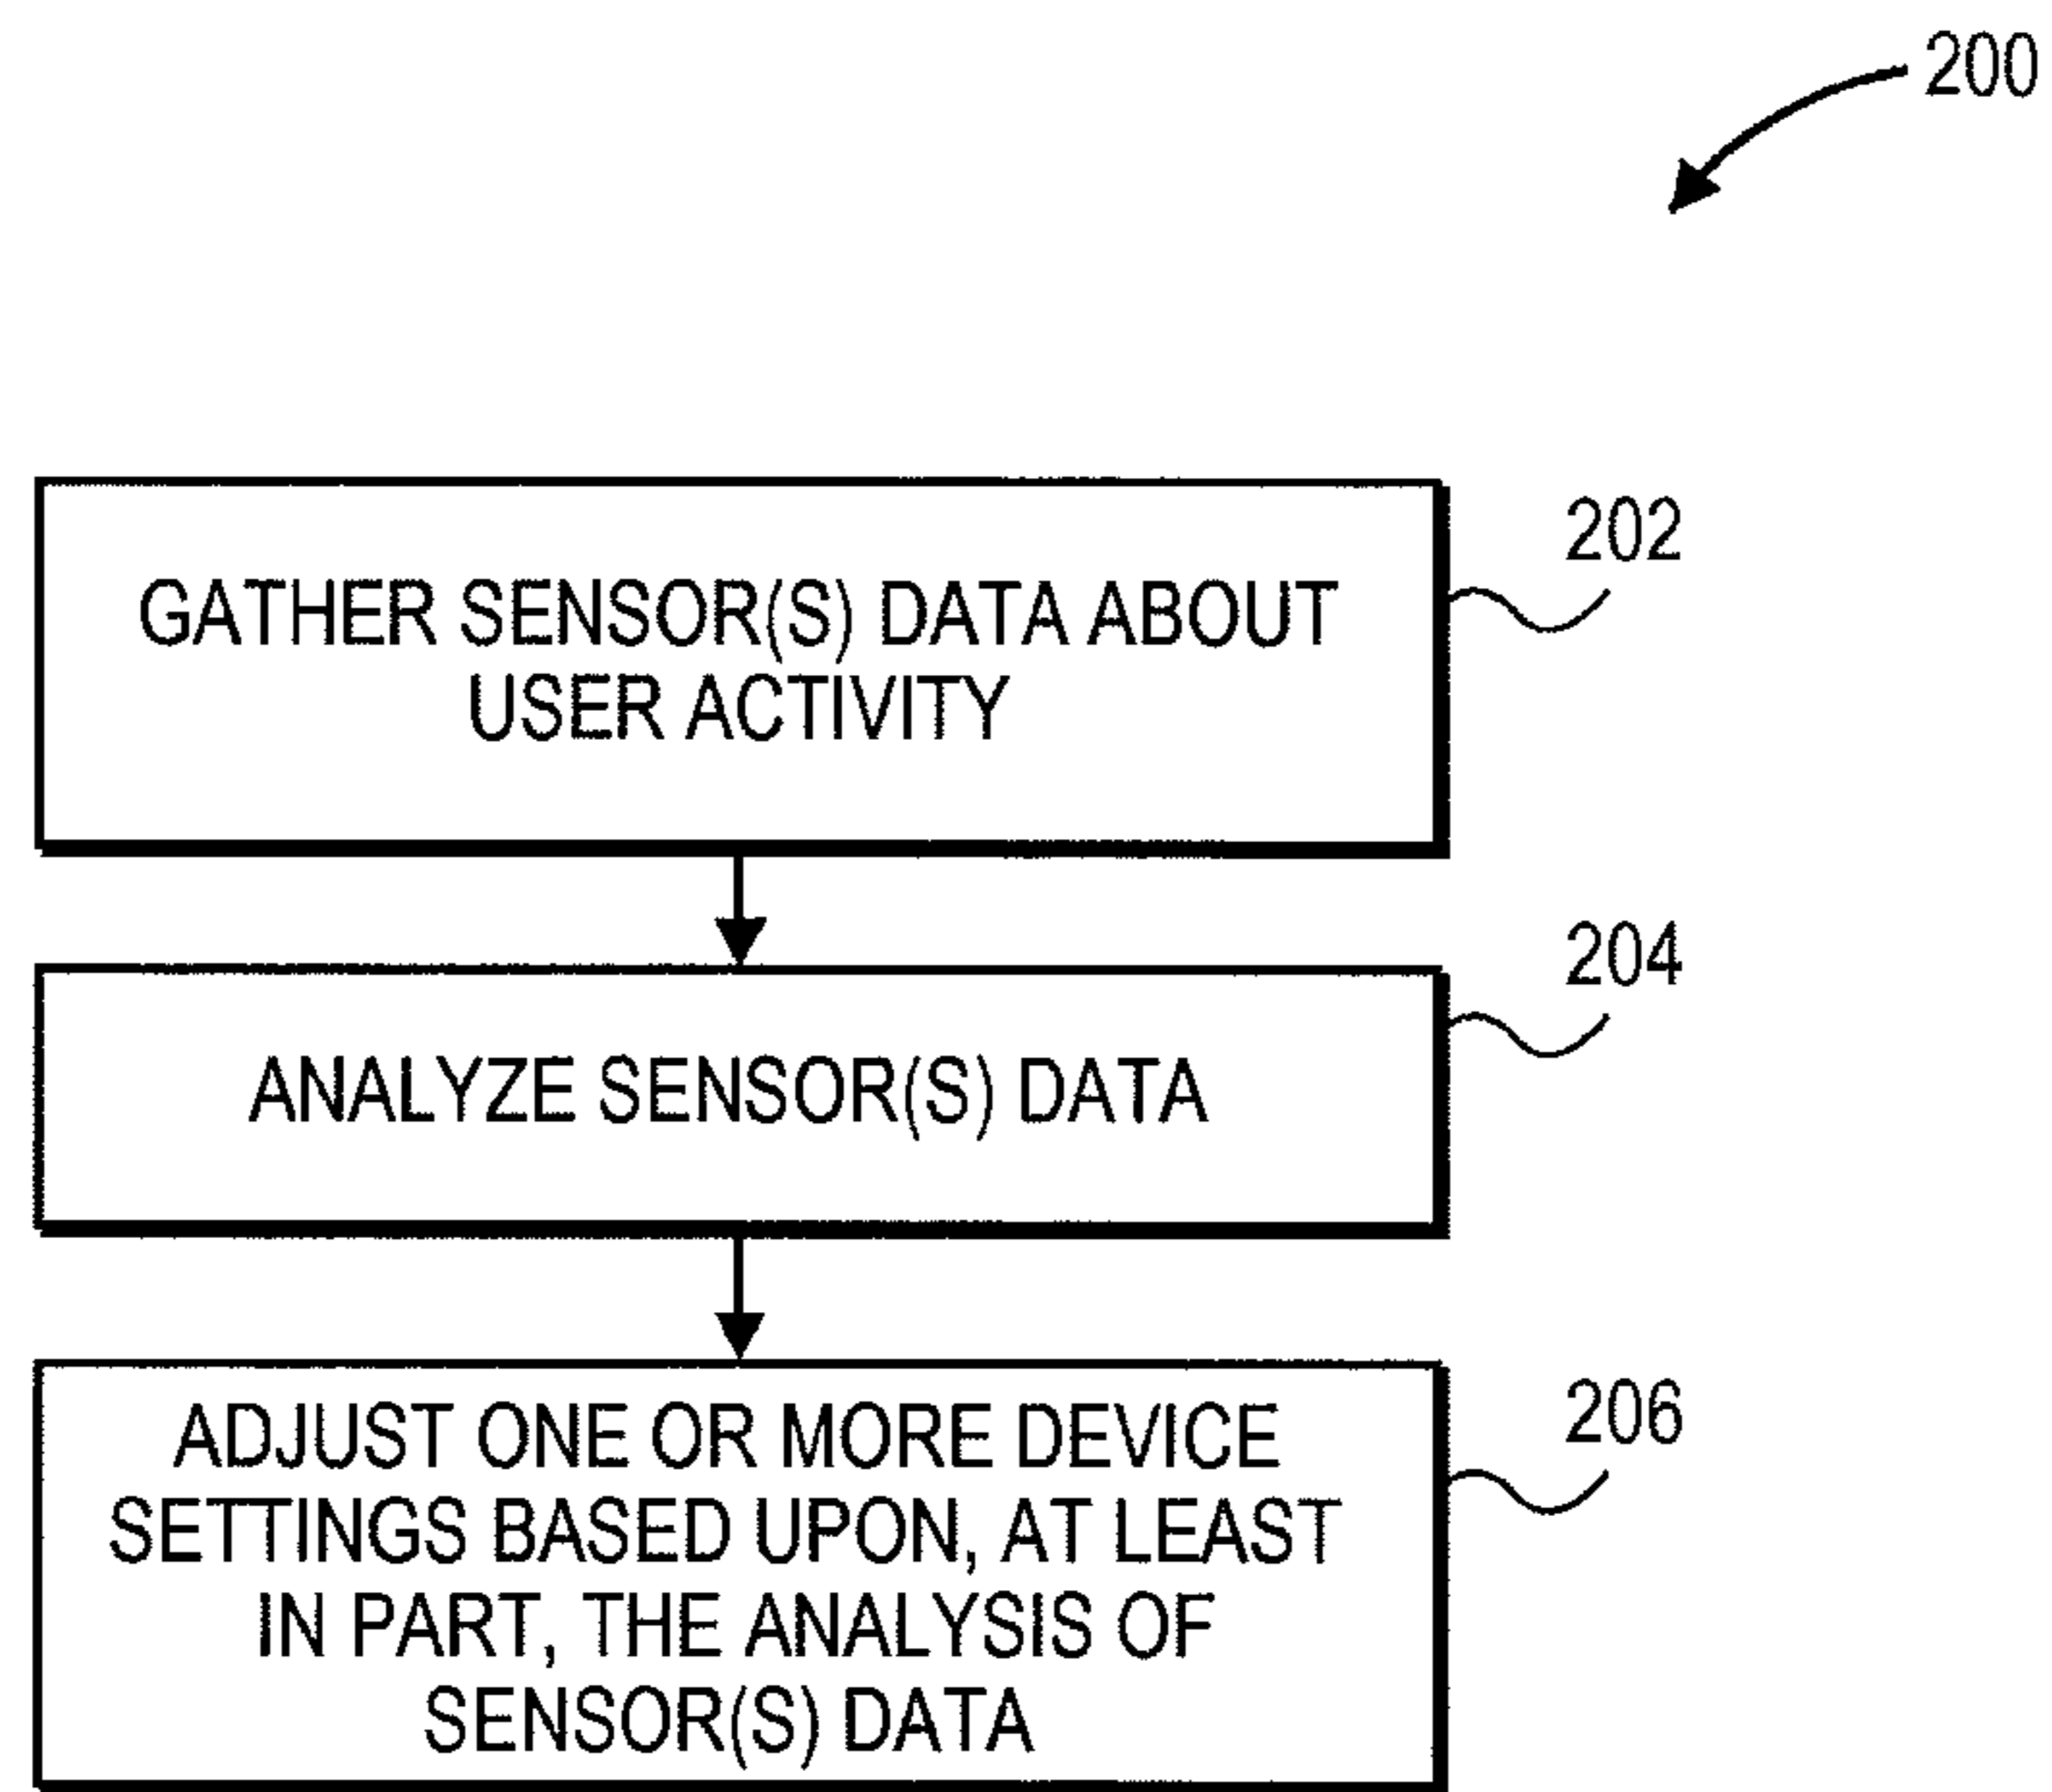 200
202
GATHER SENSOR(S) DATA ABOUT
USER ACTIVITY
204
ANALYZE SENSOR(S) DATA
206
ADJUST ONE OR MORE DEVICE
SETTINGS BASED UPON, AT LEAST
IN PART, THE ANALYSIS OF
SENSOR(S) DATA